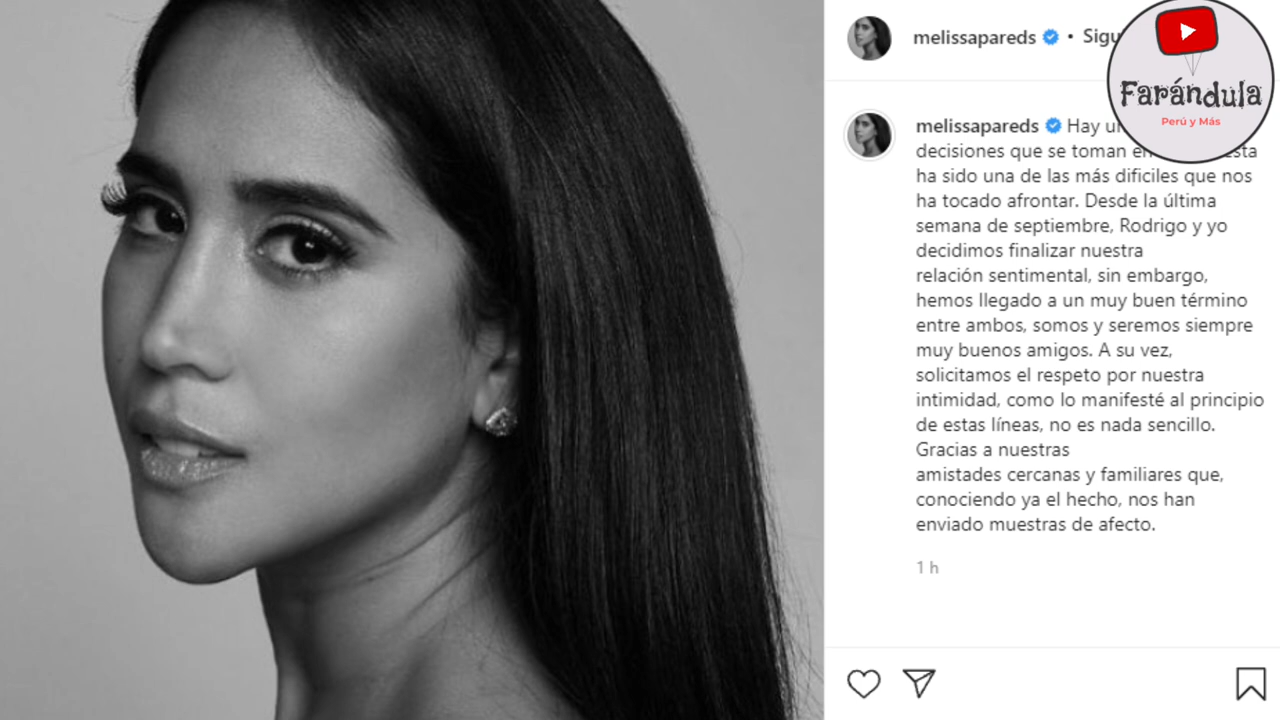 melissapareds • Sigu
Farándula
Perú y Más
melissapareds Hay
decisiones que se toman
ha sido una de las más dificiles que nos
ha tocado afrontar. Desde la última
semana de septiembre, Rodrigo y yo
decidimos finalizar nuestra
relación sentimental, sin embargo,
hemos llegado a un muy buen término
entre ambos, somos y seremos siempre
muy buenos amigos. A su vez,
solicitamos el respeto por nuestra
intimidad, como lo manifesté al principio
de estas líneas, no es nada sencillo.
Gracias a nuestras
amistades cercanas y familiares que,
conociendo ya el hecho, nos han
enviado muestras de afecto.
1 h